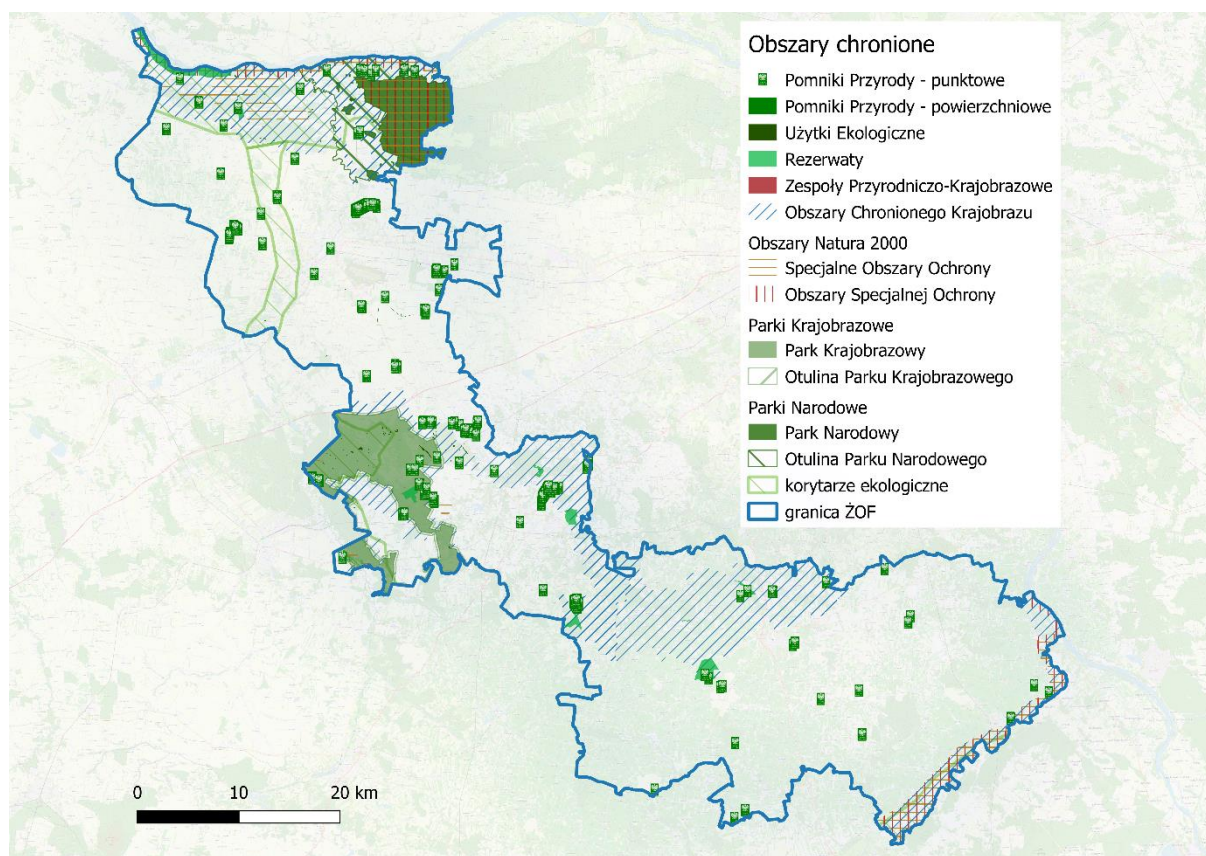 Obszary chronione
Pomniki Przyrody - punktowe
Pomniki Przyrody - powierzchniowe
Użytki Ekologiczne
Rezerwaty
Zespoły Przyrodniczo-Krajobrazowe
Obszary Chronionego Krajobrazu
Obszary Natura 2000
Specjalne Obszary Ochrony
Obszary Specjalnej Ochrony
Parki Krajobrazowe
Park Krajobrazowy
Otulina Parku Krajobrazowego
Parki Narodowe
Park Narodowy
Otulina Parku Narodowego
korytarze ekologiczne
granica ŻOF
0 10 20 km